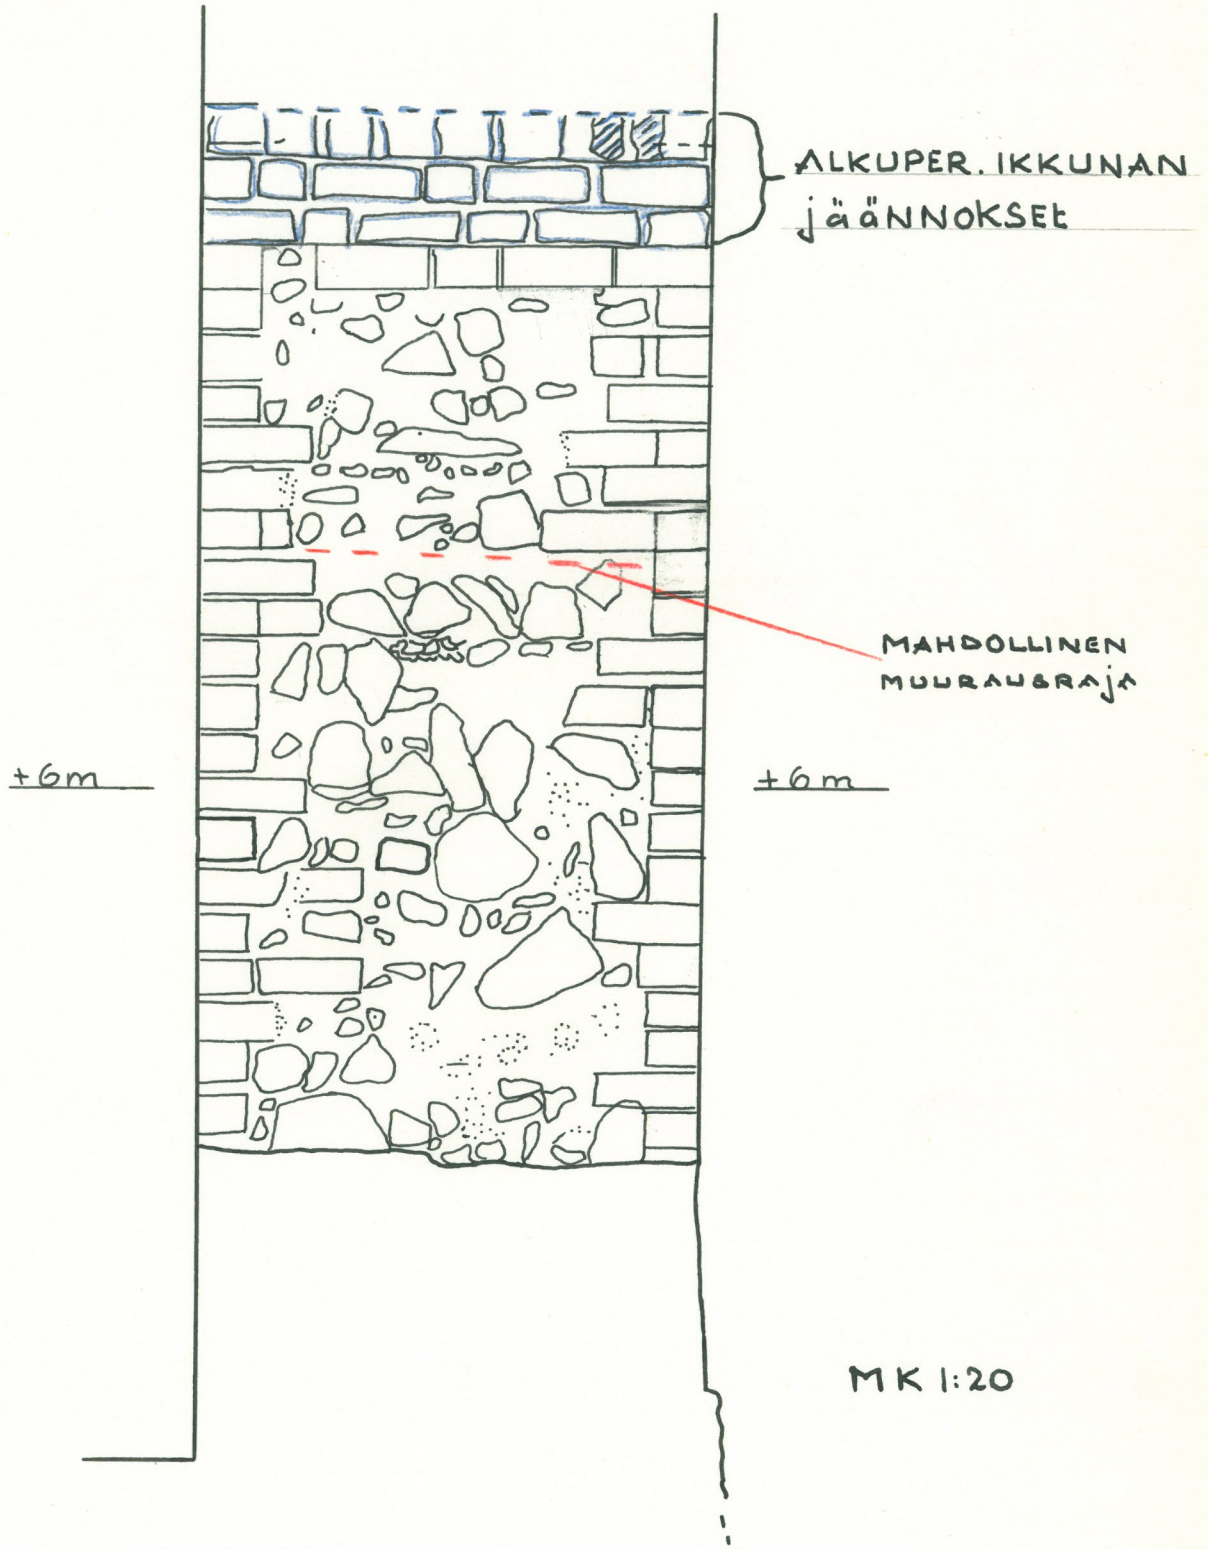 ALKUPER. IKKUNAN
jäännokset
MAHDOLLINEN
MUURAUSRAJA
+6m
+6m
MK 1:20